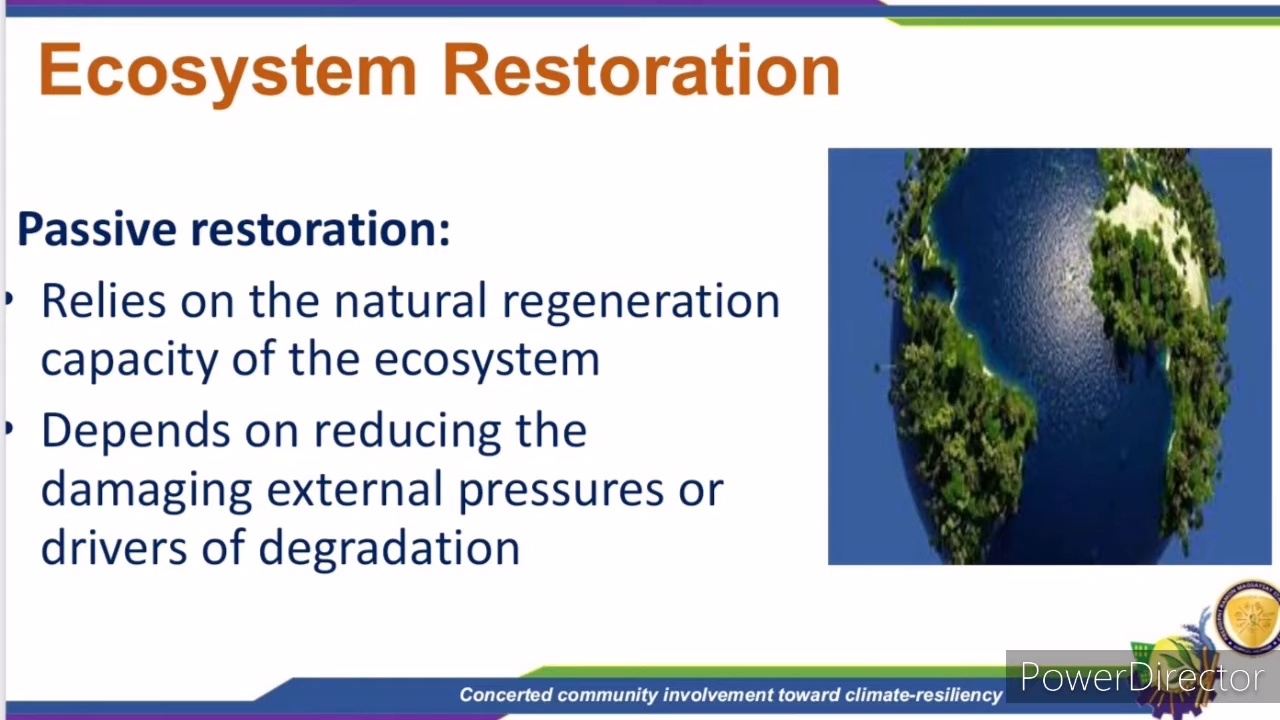 Ecosystem Restoration
Passive restoration:
• Relies on the natural regeneration
capacity of the ecosystem
• Depends on reducing the
damaging external pressures or
drivers of degradation
Concerted community involvement toward climate-resiliency
PowerDirector